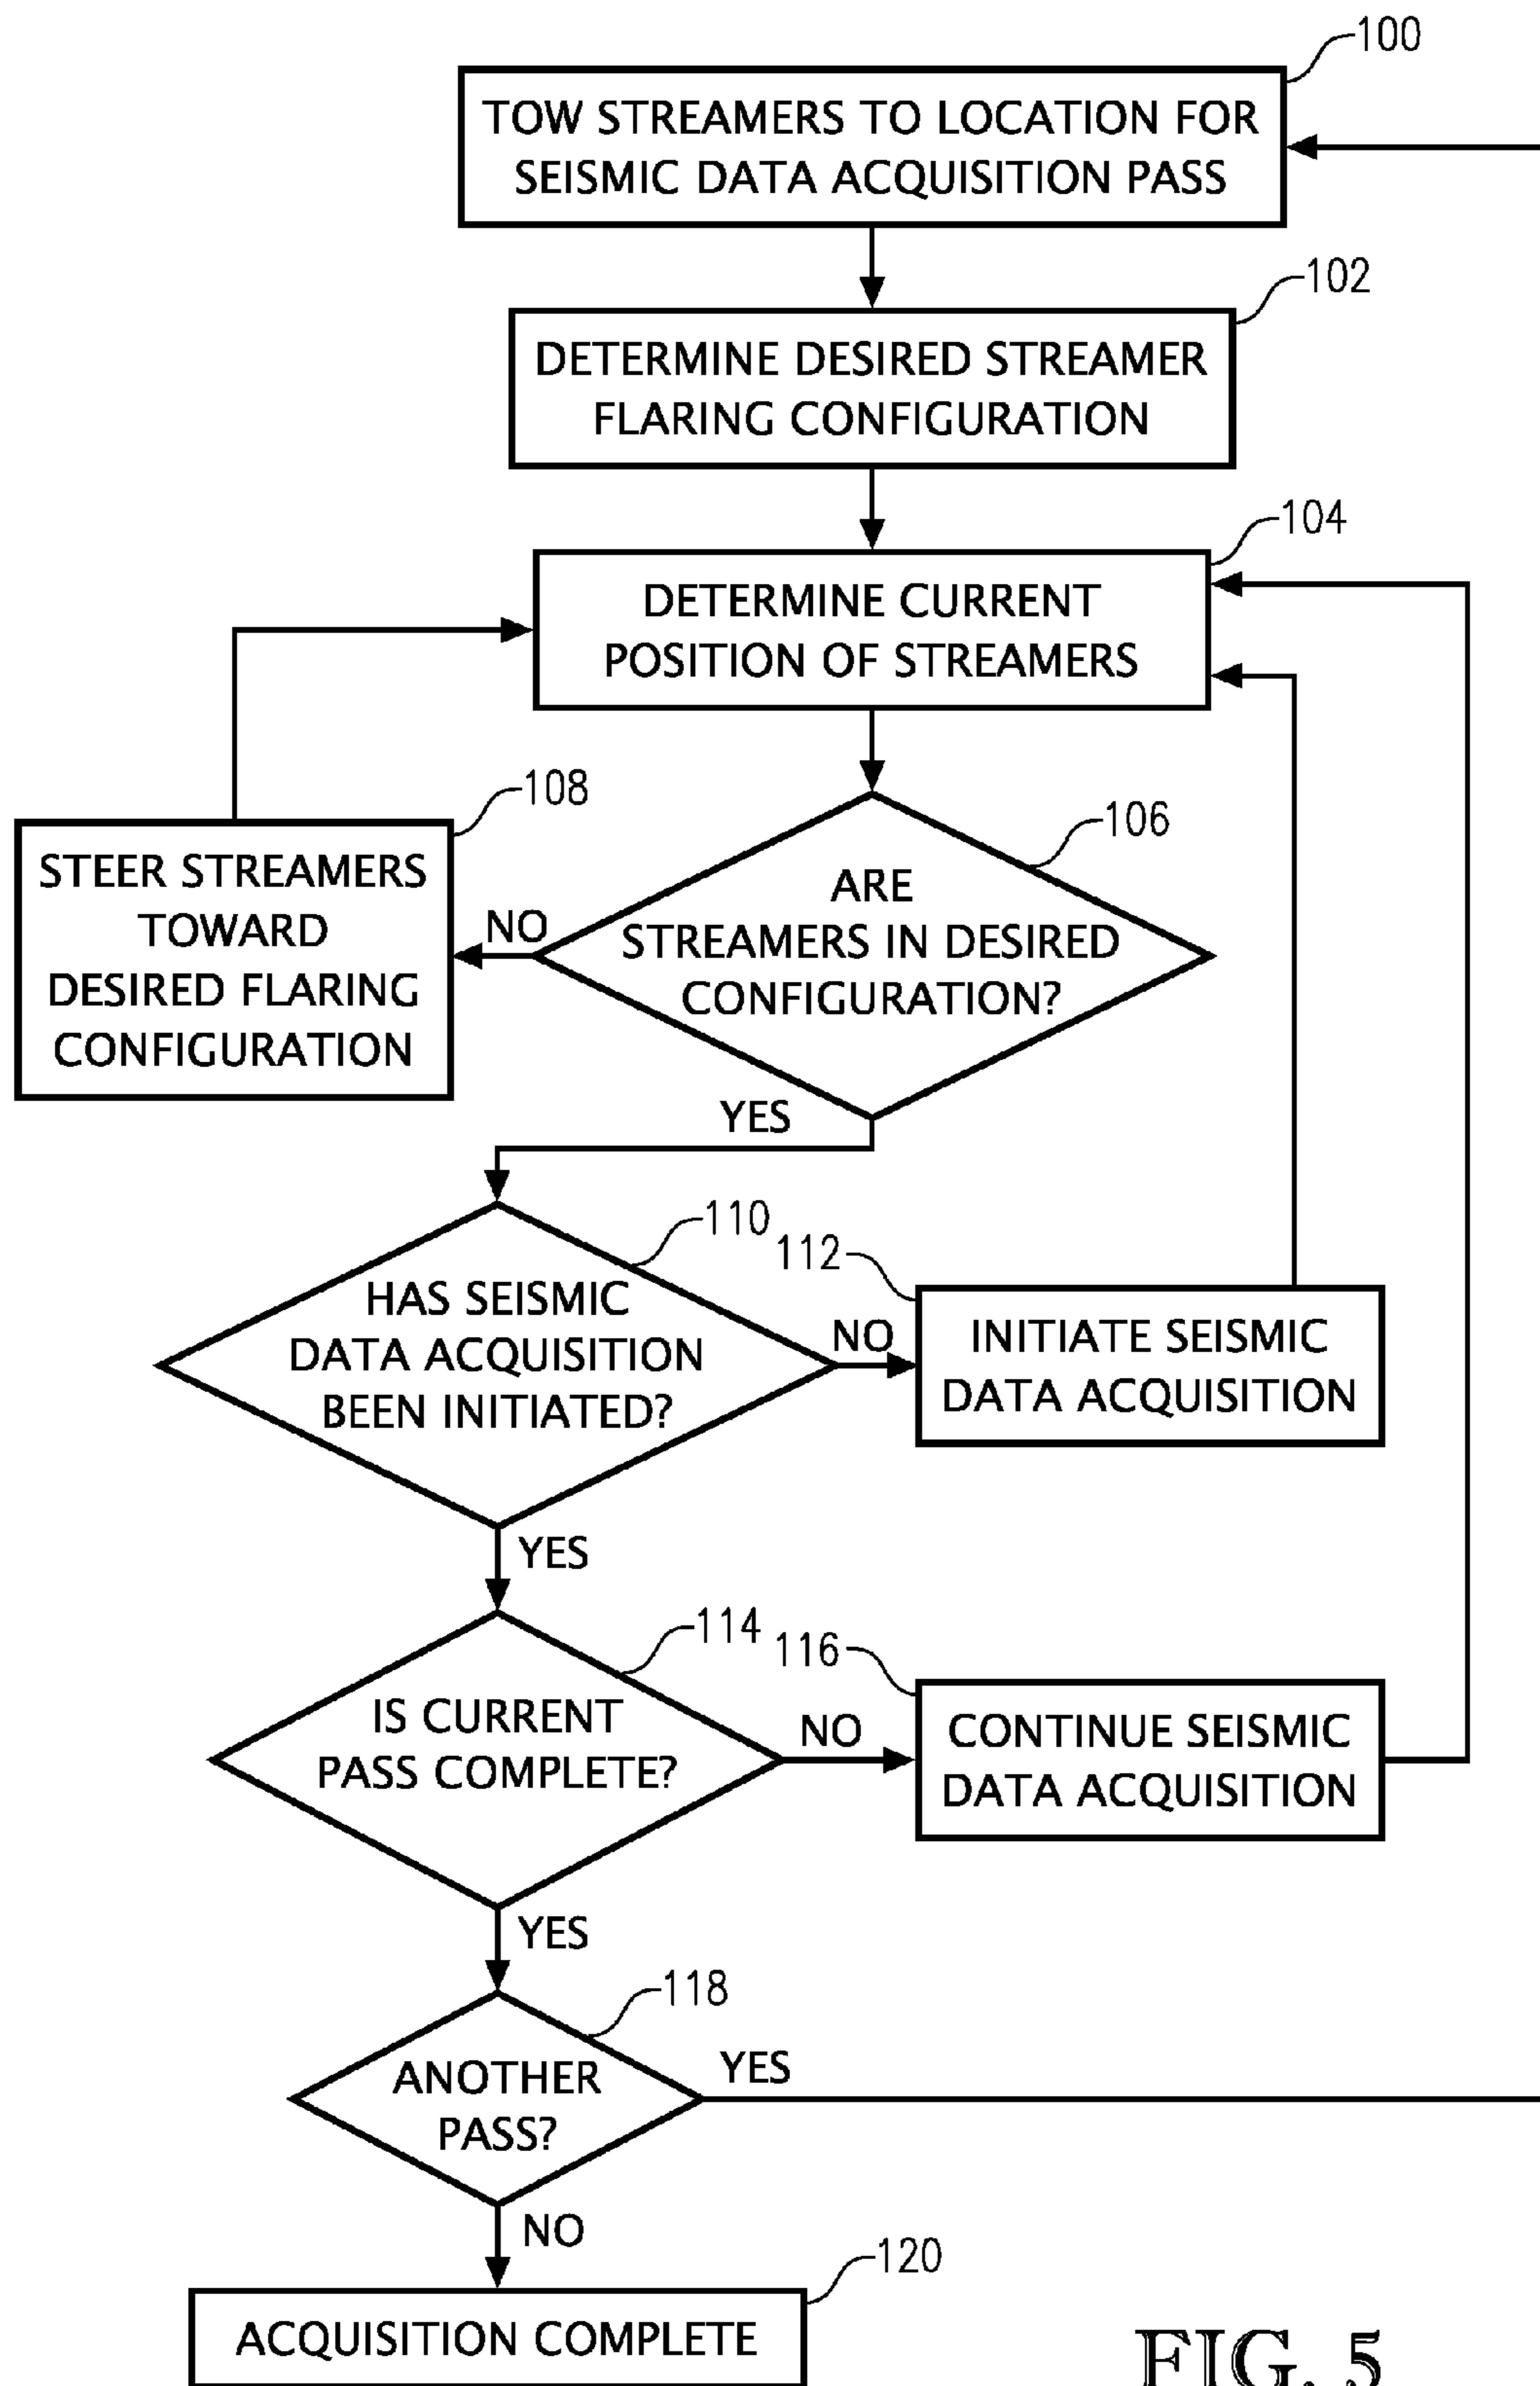 100
TOW STREAMERS TO LOCATION FOR
SEISMIC DATA ACQUISITION PASS
102
DETERMINE DESIRED STREAMER
FLARING CONFIGURATION
104
DETERMINE CURRENT
POSITION OF STREAMERS
108
STEER STREAMERS
TOWARD
DESIRED FLARING
CONFIGURATION
NO
106
ARE
STREAMERS IN DESIRED
CONFIGURATION?
YES
110
HAS SEISMIC
DATA ACQUISITION
BEEN INITIATED?
NO
112
INITIATE SEISMIC
DATA ACQUISITION
YES
114
IS CURRENT
PASS COMPLETE?
NO
116
CONTINUE SEISMIC
DATA ACQUISITION
YES
118
ANOTHER
PASS?
YES
NO
120
ACQUISITION COMPLETE
FIG. 5